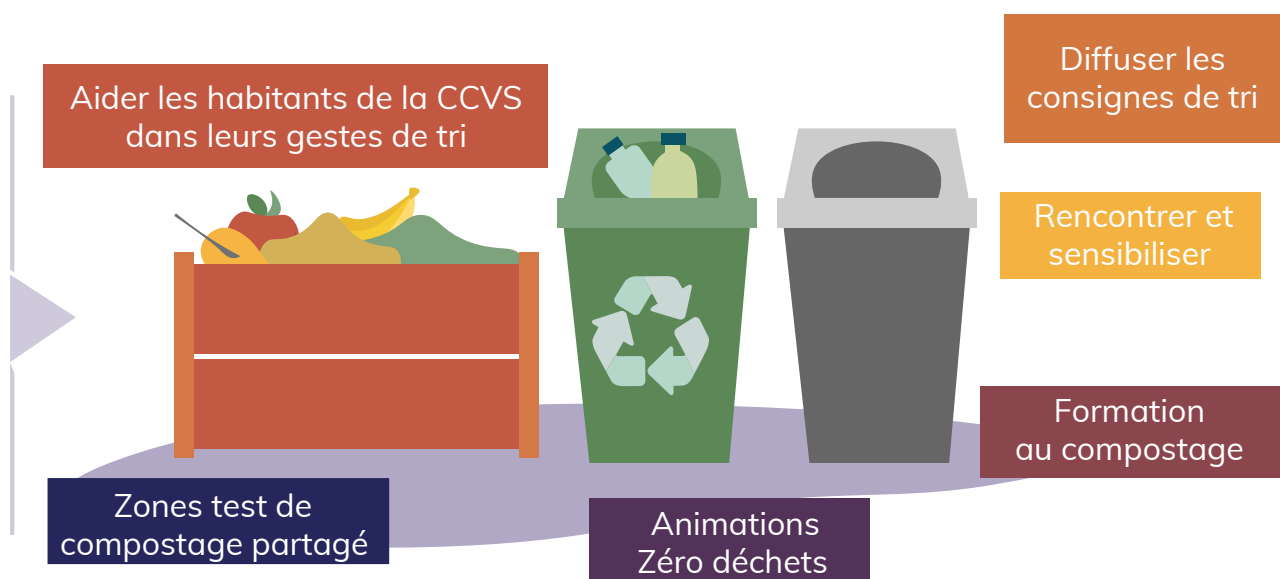 Aider les habitants de la CCVS
dans leurs gestes de tri
Diffuser les
consignes de tri
Rencontrer et
sensibiliser
Formation
au compostage
Zones test de
compostage partagé
Animations
Zéro déchets